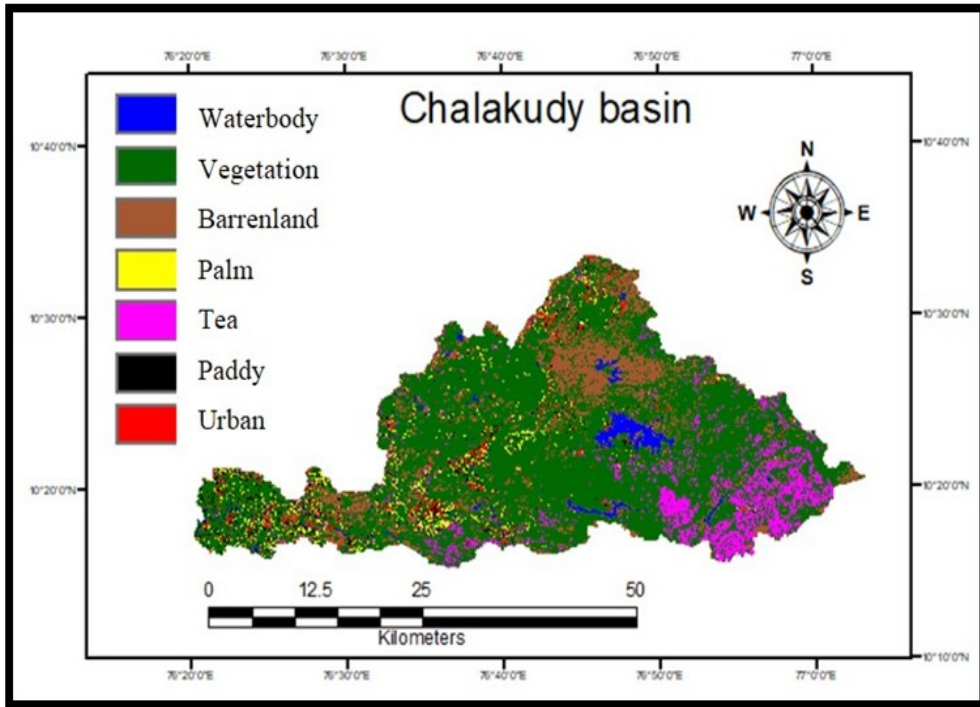 76°20'0"E 76°30'0"E 76°40'0"E 76°50'0"E 77°0'0"E
Chalakudy basin
Waterbody
Vegetation
Barrenland
Palm
Tea
Paddy
Urban
N
W E
S
10°40'0"N 10°40'0"N
10°30'0"N 10°30'0"N
10°20'0"N 10°20'0"N
10°10'0"N
0 12.5 25 50
Kilometers
76°20'0"E 76°30'0"E 76°40'0"E 76°50'0"E 77°0'0"E